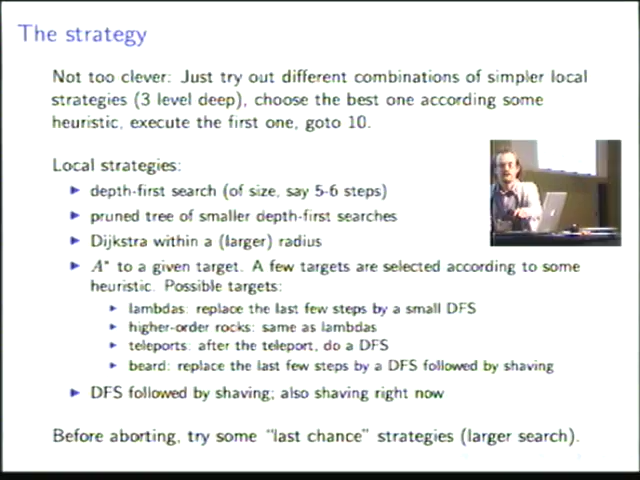 The strategy
Not too clever: Just try out different combinations of simpler local
strategies (3 level deep), choose the best one according some
heuristic, execute the first one, goto 10.
Local strategies:
depth-first search (of size, say 5-6 steps)
pruned tree of smaller depth-first searches
Dijkstra within a (larger) radius
A* to a given target. A few targets are selected according to some
heuristic. Possible targets:
lambdas: replace the last few steps by a small DFS
higher-order rocks: same as lambdas
teleports: after the teleport, do a DFS
beard: replace the last few steps by a DFS followed by shaving
DFS followed by shaving; also shaving right now
Before aborting, try some "last chance" strategies (larger search).